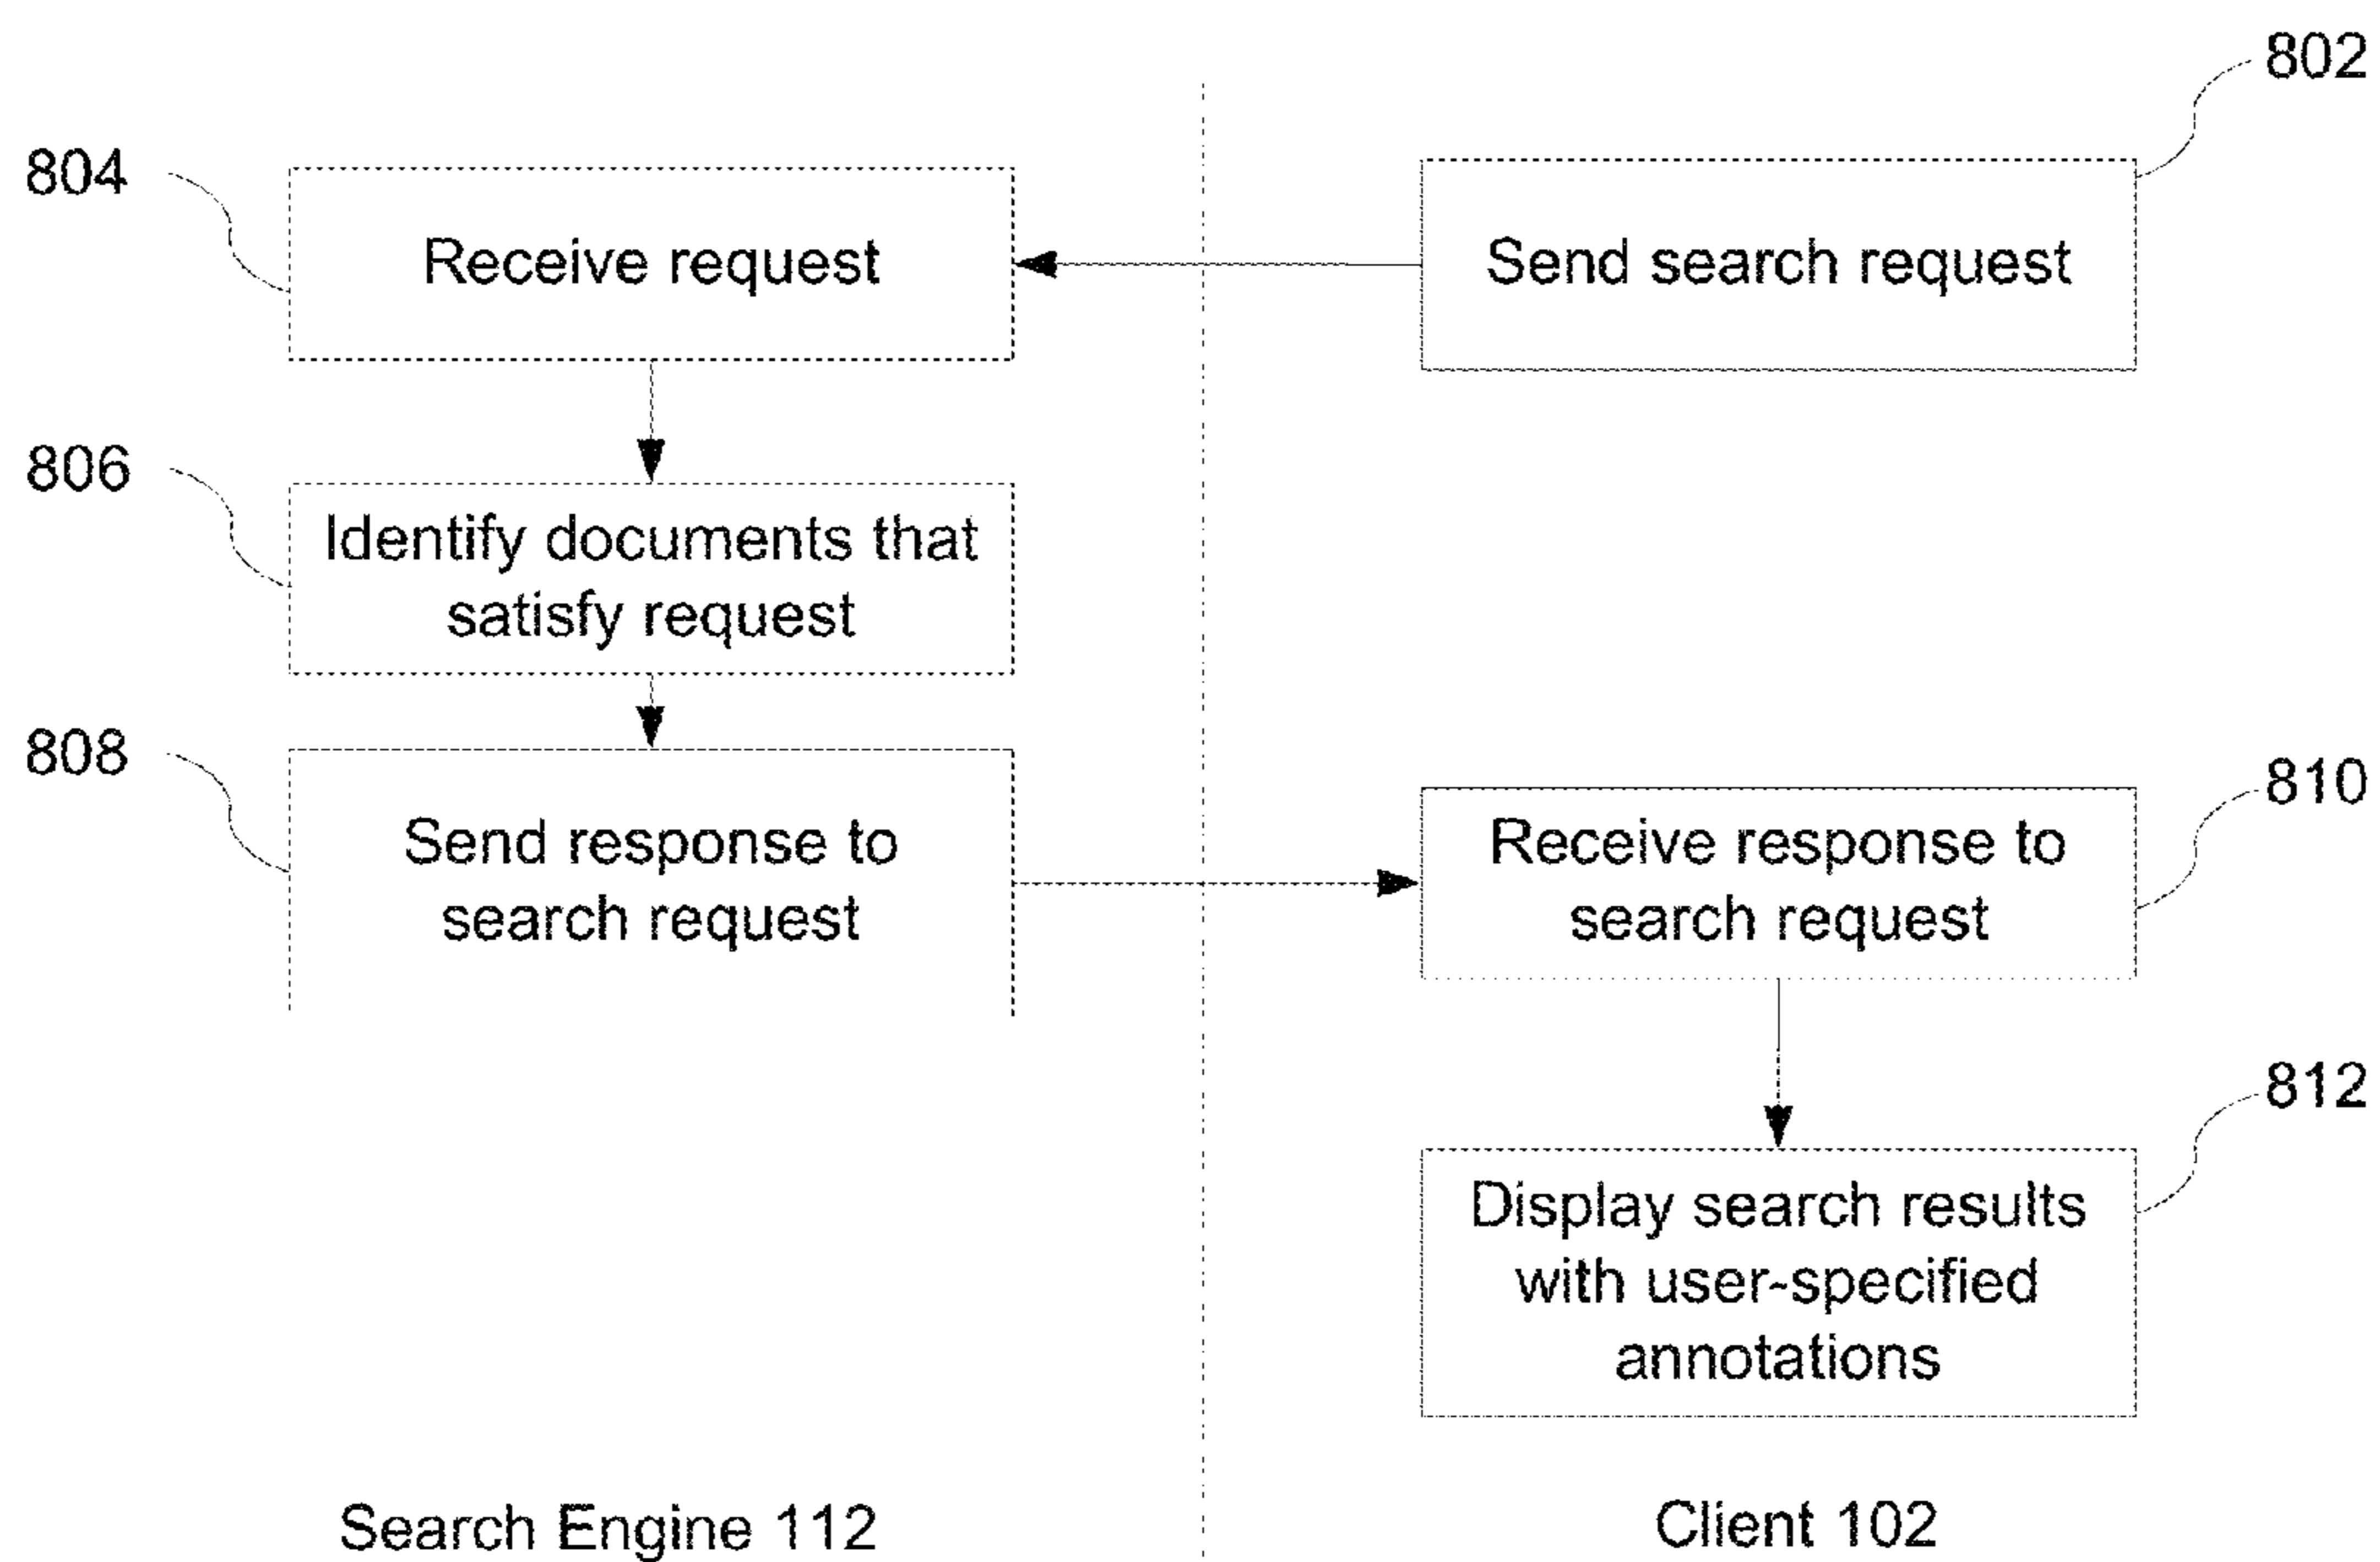 802
804
Receive request
Send search request
806
Identify documents that
satisfy request
808
Send response to
search request
810
Receive response to
search request
812
Display search results
with user-specified
annotations
Search Engine 112
Client 102